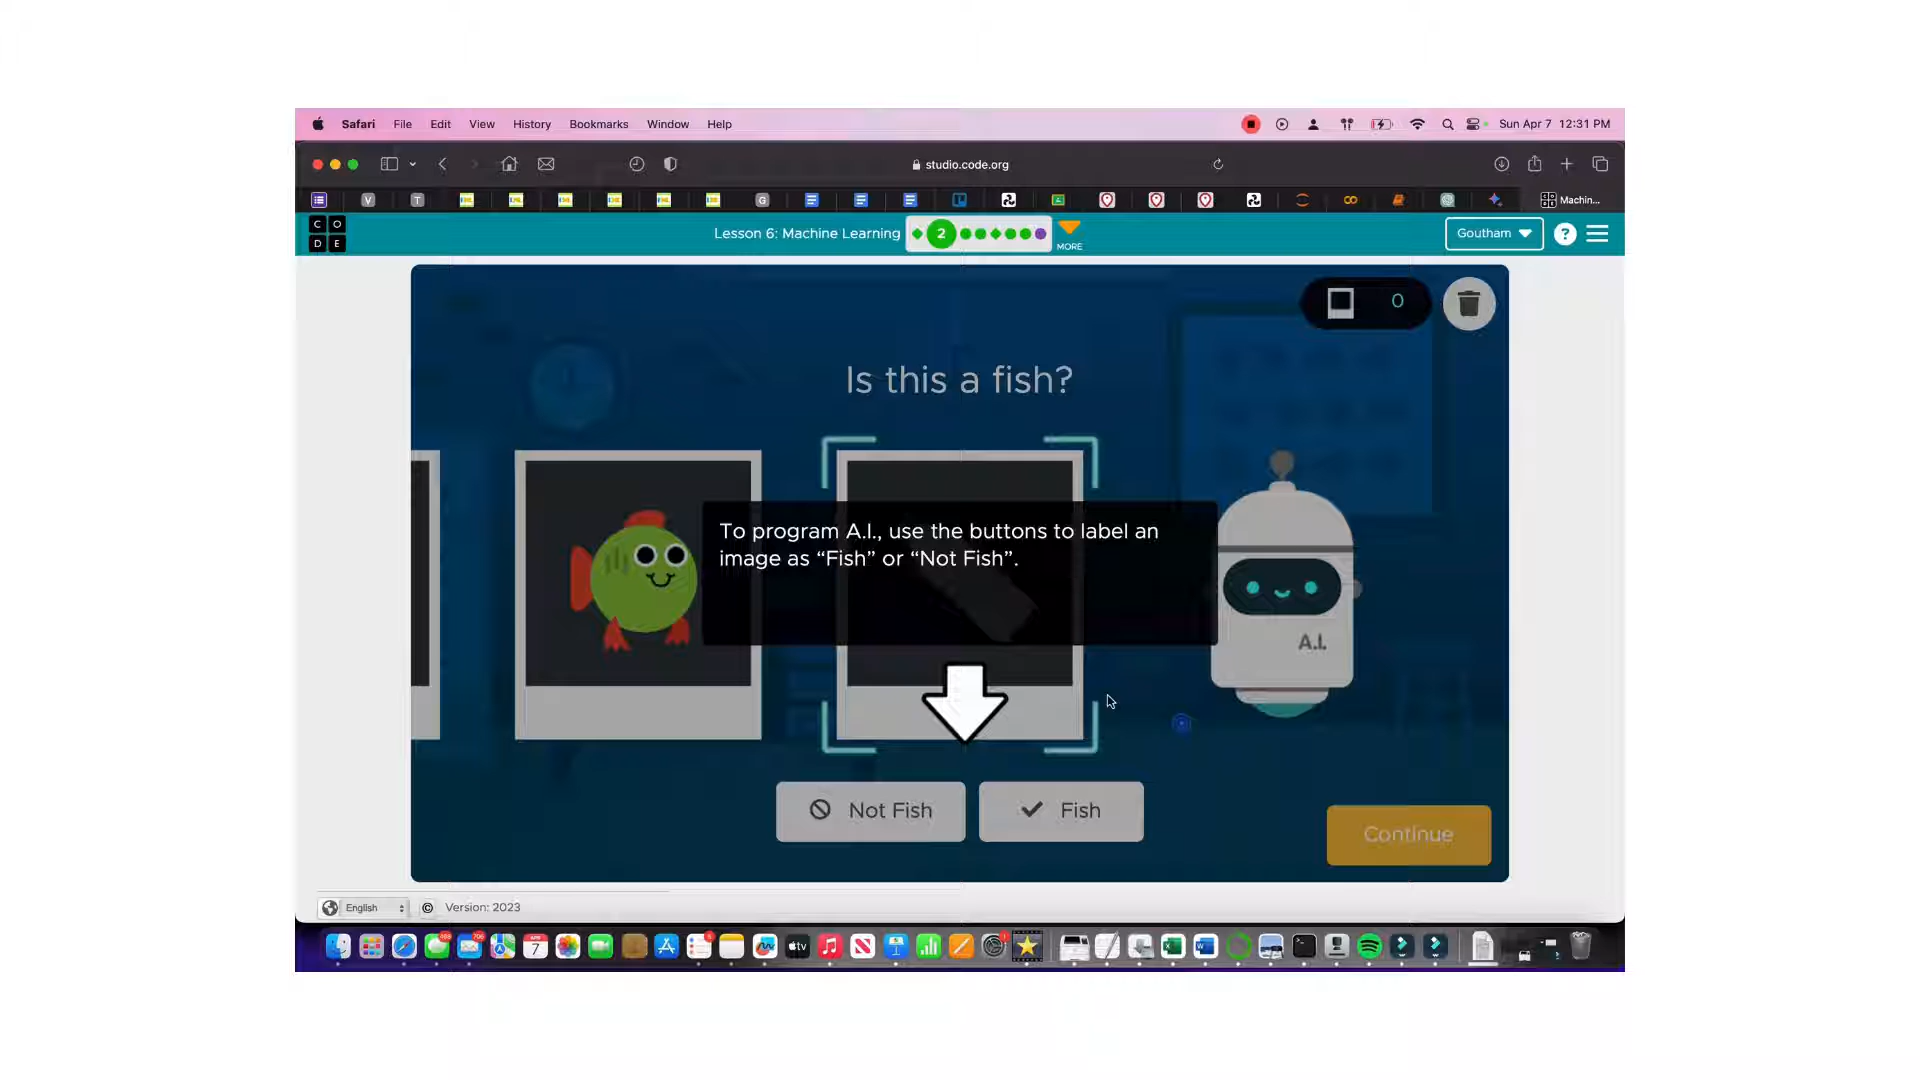 Safari File Edit View History Bookmarks Window Help Sun Apr 7 12:31 PM
studio.code.org
V T G Machin...
CODE
Lesson 6: Machine Learning 2 MORE Goutham ?
0
Is this a fish?
To program A.I., use the buttons to label an
image as “Fish” or “Not Fish”.
A.I.
Not Fish Fish
Continue
English © Version: 2023